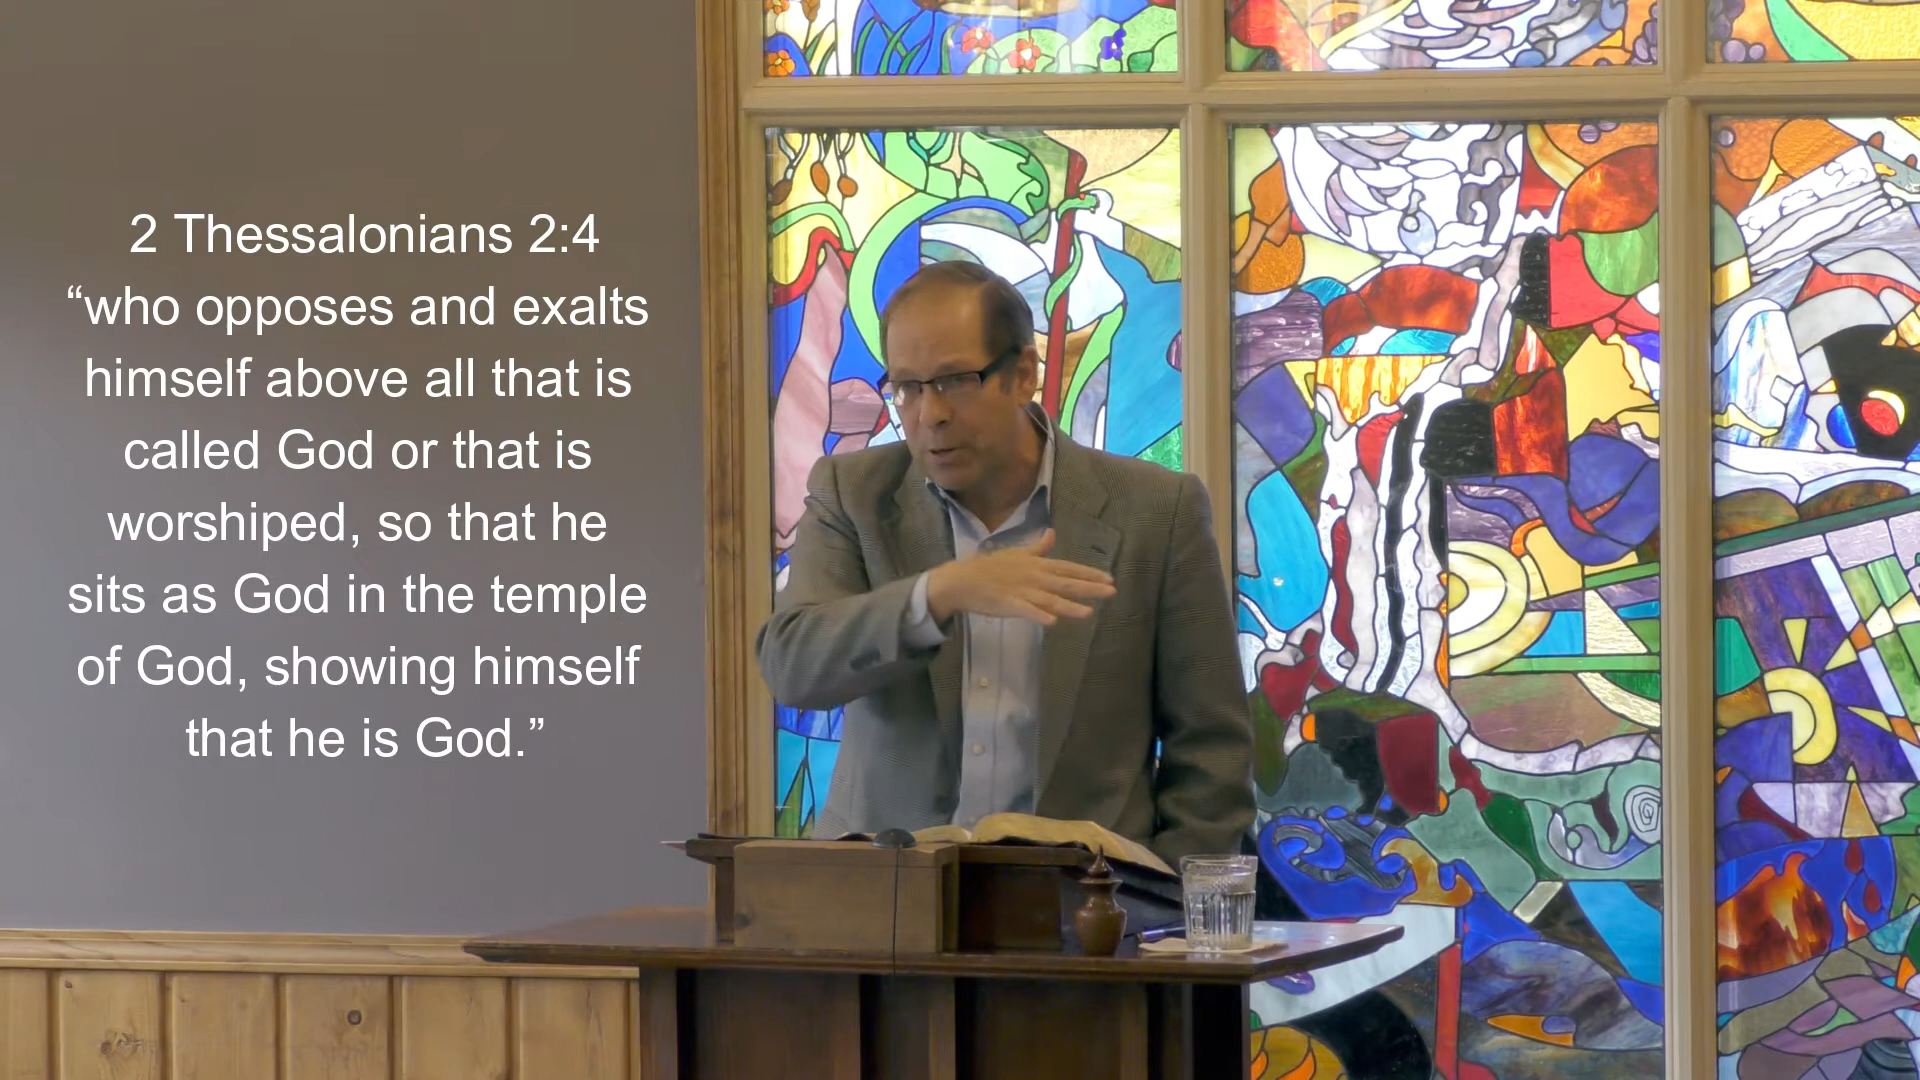 2 Thessalonians 2:4
“who opposes and exalts
himself above all that is
called God or that is
worshiped, so that he
sits as God in the temple
of God, showing himself
that he is God.”